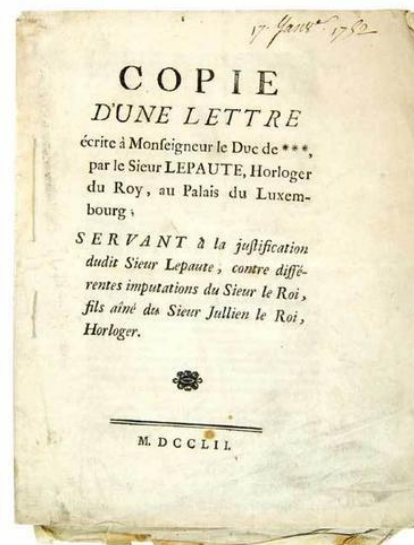 17. Janv.r 1752
COPIE
D'UNE LETTRE
écrite à Monſeigneur le Duc de ***,
par le Sieur LEPAUTE, Horloger
du Roy, au Palais du Luxem-
bourg ;
SERVANT à la juſtification
dudit Sieur Lepaute, contre diffé-
rentes imputations du Sieur le Roi,
fils aîné du Sieur Jullien le Roi,
Horloger.
M. DCCLII.